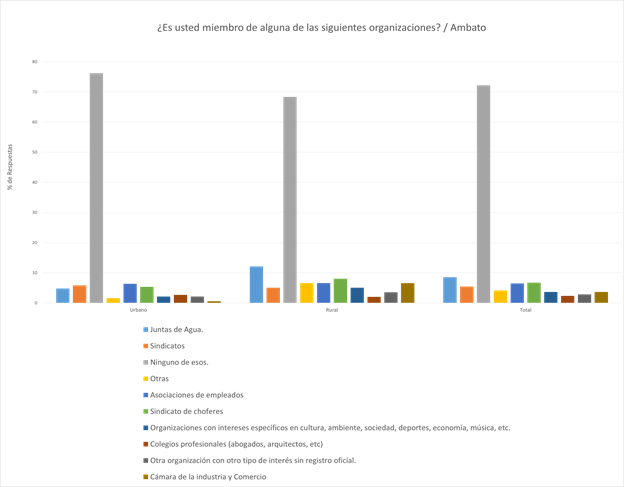 ¿Es usted miembro de alguna de las siguientes organizaciones? / Ambato
% de Respuestas
80
70
60
50
40
30
20
10
0
Urbano Rural Total
Juntas de Agua.
Sindicatos
Ninguno de esos.
Otras
Asociaciones de empleados
Sindicato de choferes
Organizaciones con intereses especificos en cultura, ambiente, sociedad, deportes, economía, música, etc.
Colegios profesionales (abogados, arquitectos, etc)
Otra organización con otro tipo de interés sin registro oficial.
Cámara de la industria y Comercio